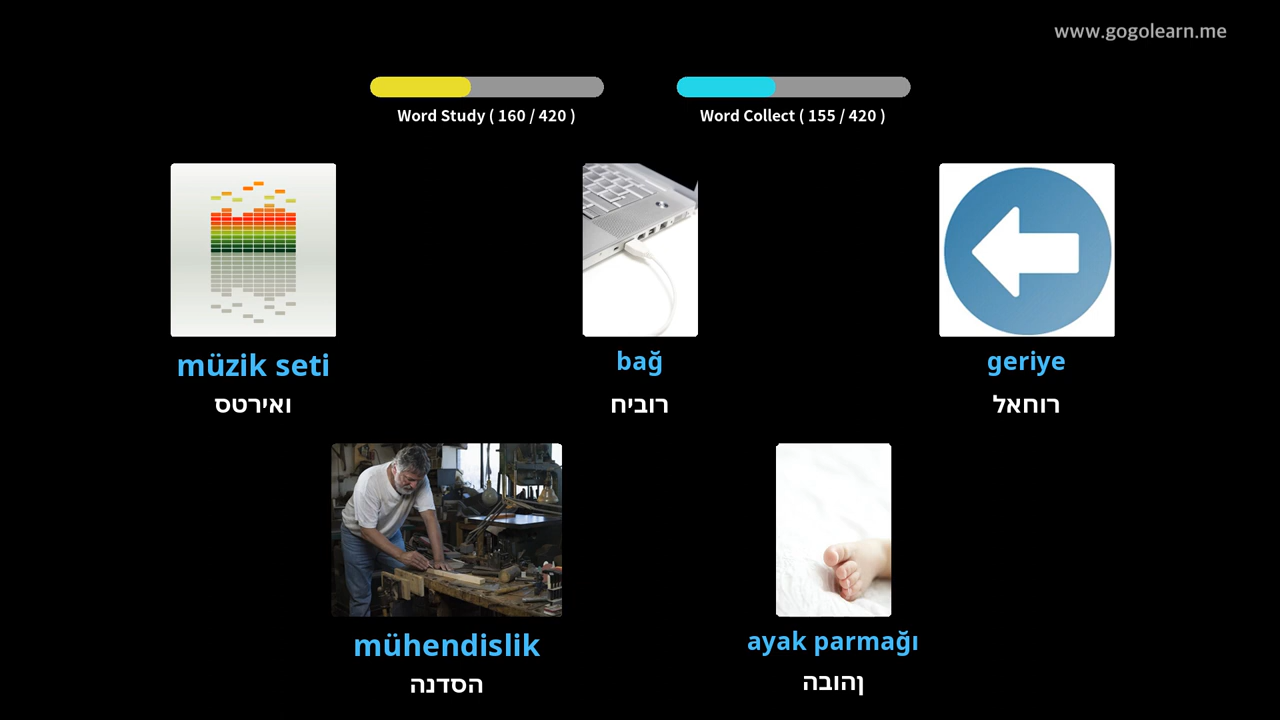 www.gogolearn.me
Word Study ( 160 / 420 )
Word Collect ( 155 / 420 )
müzik seti
ואירטס
bağ
רוביח
geriye
רוחאל
mühendislik
הסדנה
ayak parmağı
ןהובה